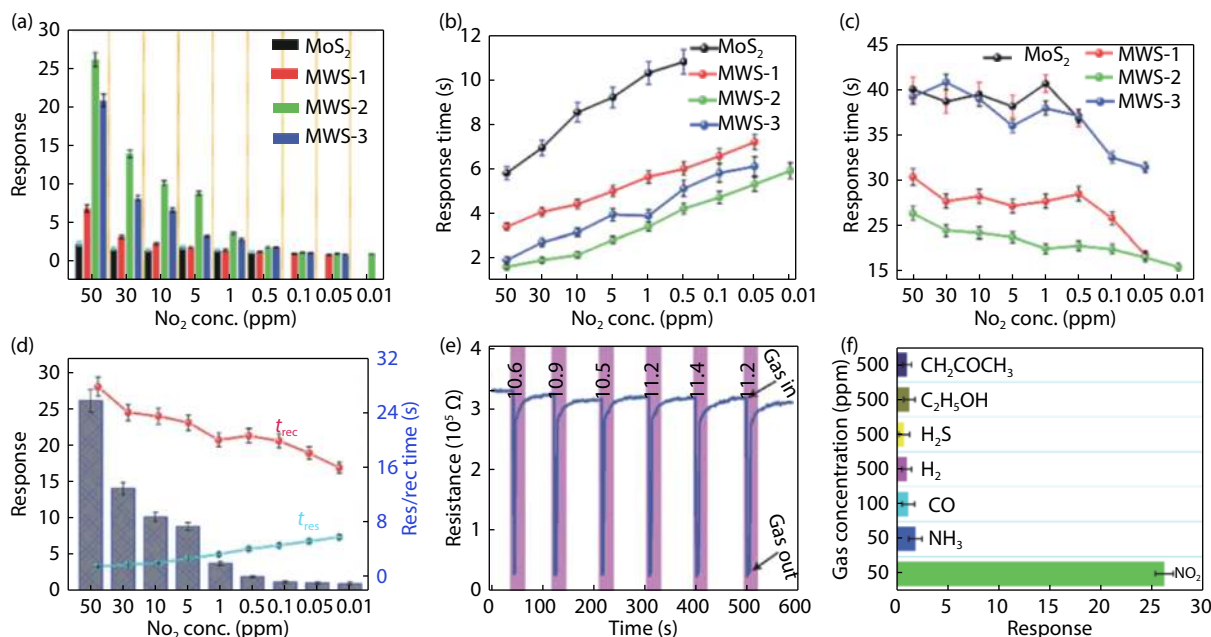 (a)
Response
30
25
20
15
10
5
0
MoS2
MWS-1
MWS-2
MWS-3
50 30 10 5 1 0.5 0.1 0.05 0.01
No2 conc. (ppm)
(b)
Response time (s)
12
10
8
6
4
2
MoS2
MWS-1
MWS-2
MWS-3
50 30 10 5 1 0.5 0.1 0.05 0.01
No2 conc. (ppm)
(c)
Response time (s)
45
40
35
30
25
15
MoS2
MWS-1
MWS-2
MWS-3
50 30 10 5 1 0.5 0.1 0.05 0.01
No2 conc. (ppm)
(d)
Response
30
25
20
15
10
5
0
trec
tres
32
26
16
8
0
Res/rec time (s)
50 30 10 5 1 0.5 0.1 0.05 0.01
No2 conc. (ppm)
(e)
Resistance (10^5 Ω)
4
3
2
1
0
10.6 10.9 10.5 11.2 11.4 11.2
Gas in
Gas out
0 100 200 300 400 500 600
Time (s)
(f)
Gas concentration (ppm)
500 CH2COCH3
500 C2H5OH
500 H2S
500 H2
100 CO
50 NH3
50 NO2
0 5 10 15 20 25 30
Response